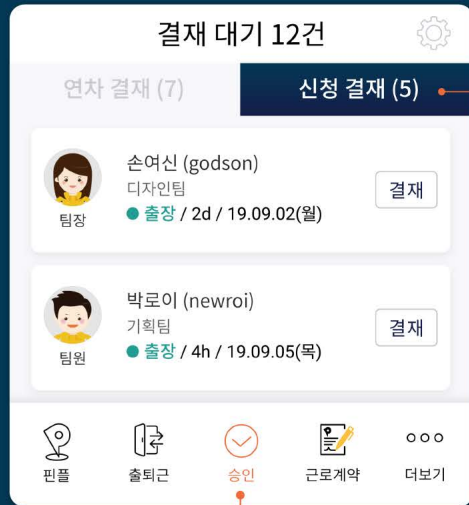 결재 대기 12건
연차 결재 (7)
신청 결재 (5)
손여신 (godson)
디자인팀
출장 / 2d / 19.09.02(월)
팀장
결재
박로이 (newroi)
기획팀
출장 / 4h / 19.09.05(목)
팀원
결재
핀플
출퇴근
승인
근로계약
더보기